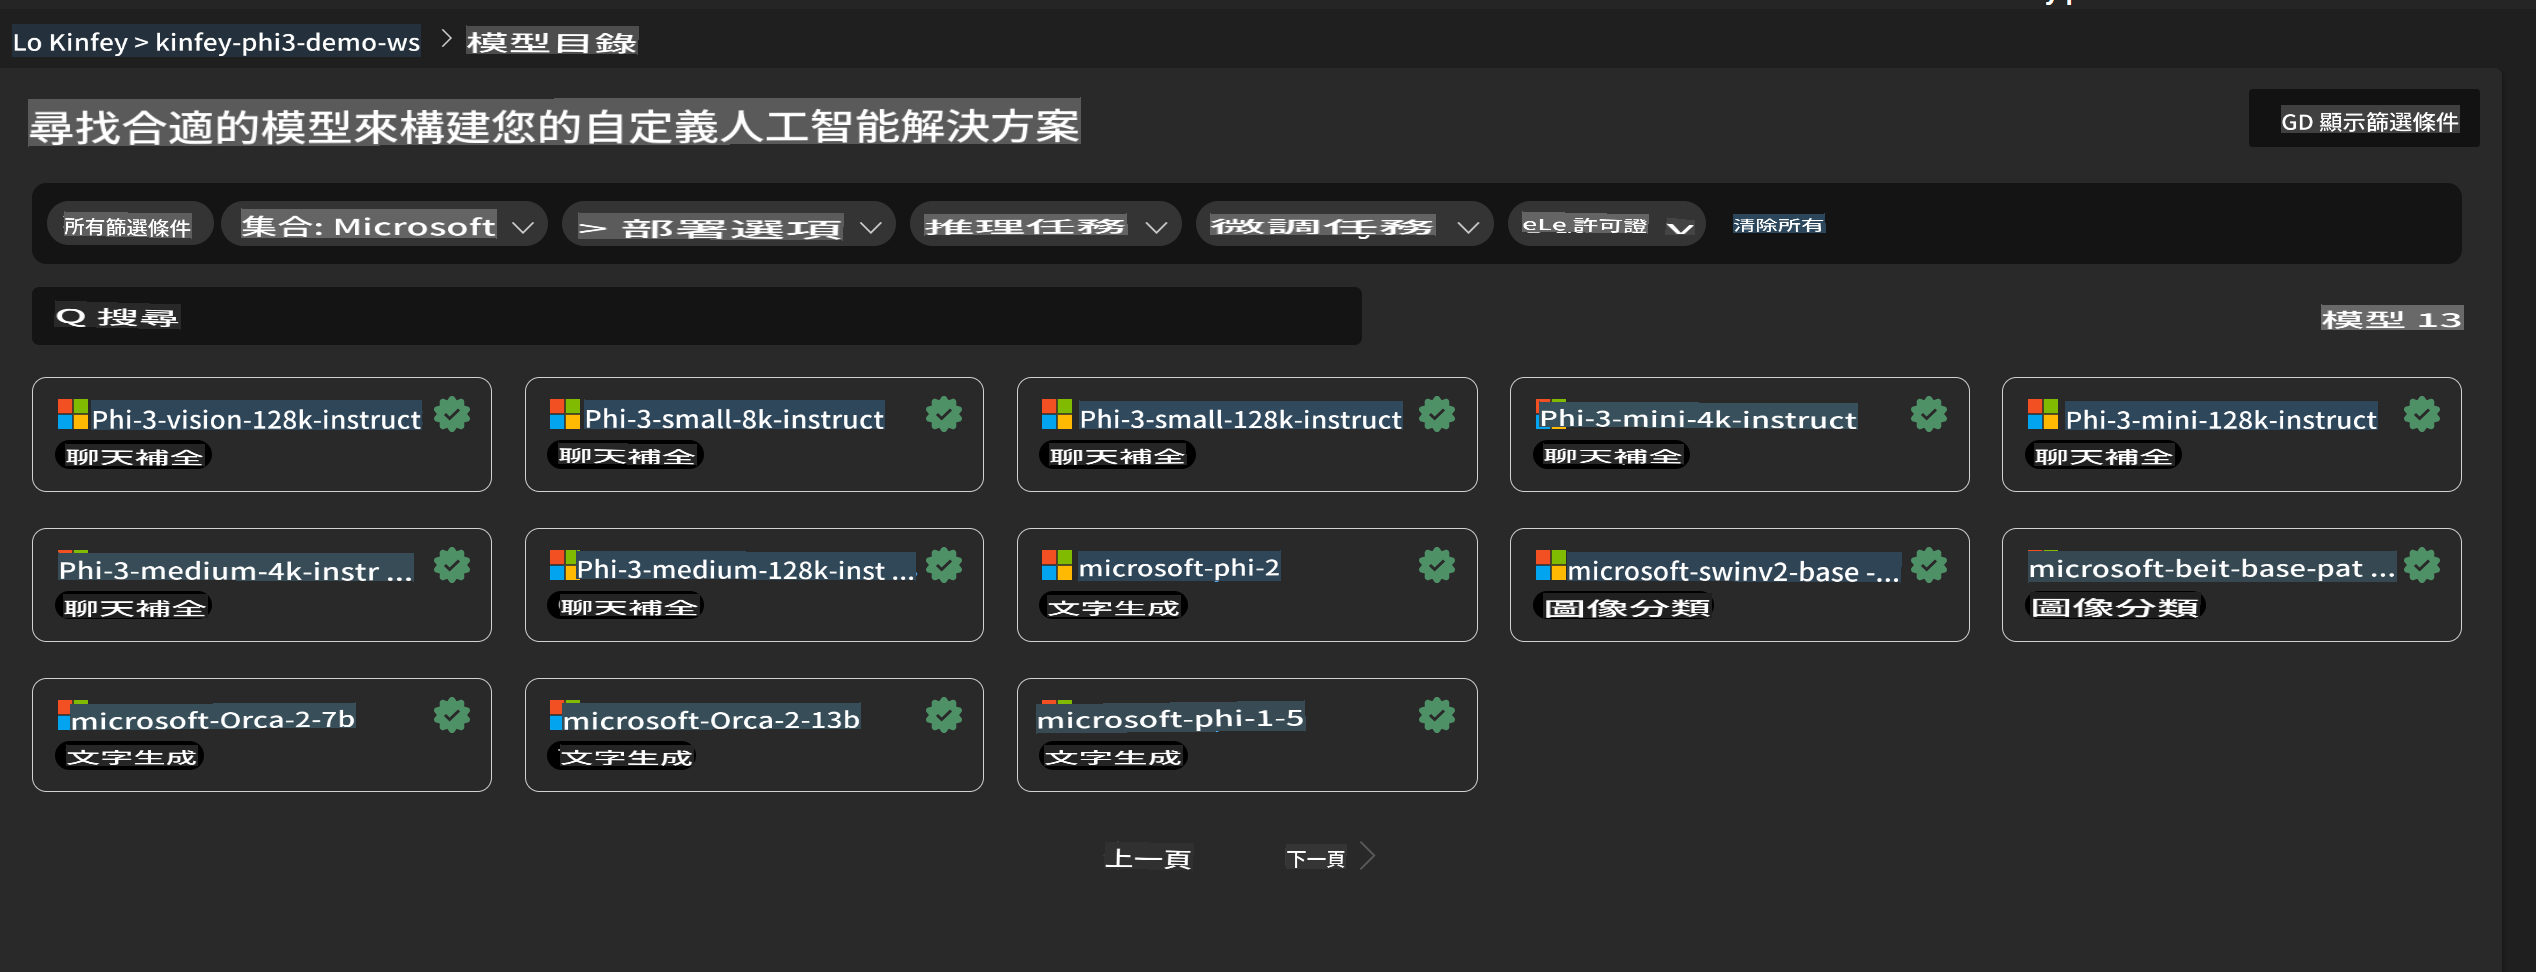 Lo Kinfey > kinfey-phi3-demo-ws > 模型目錄
尋找合適的模型來構建您的自定義人工智能解決方案
GD 顯示篩選條件
所有篩選條件 集合: Microsoft > 部署選項 推理任務 微調任務 eLe 許可證 清除所有
Q 搜尋
模型 13
Phi-3-vision-128k-instruct
聊天補全
Phi-3-small-8k-instruct
聊天補全
Phi-3-small-128k-instruct
聊天補全
Phi-3-mini-4k-instruct
聊天補全
Phi-3-mini-128k-instruct
聊天補全
Phi-3-medium-4k-instr ...
聊天補全
Phi-3-medium-128k-inst ...
聊天補全
microsoft-phi-2
文字生成
microsoft-swinv2-base -...
圖像分類
microsoft-beit-base-pat ...
圖像分類
microsoft-Orca-2-7b
文字生成
microsoft-Orca-2-13b
文字生成
microsoft-phi-1-5
文字生成
上一頁 下一頁